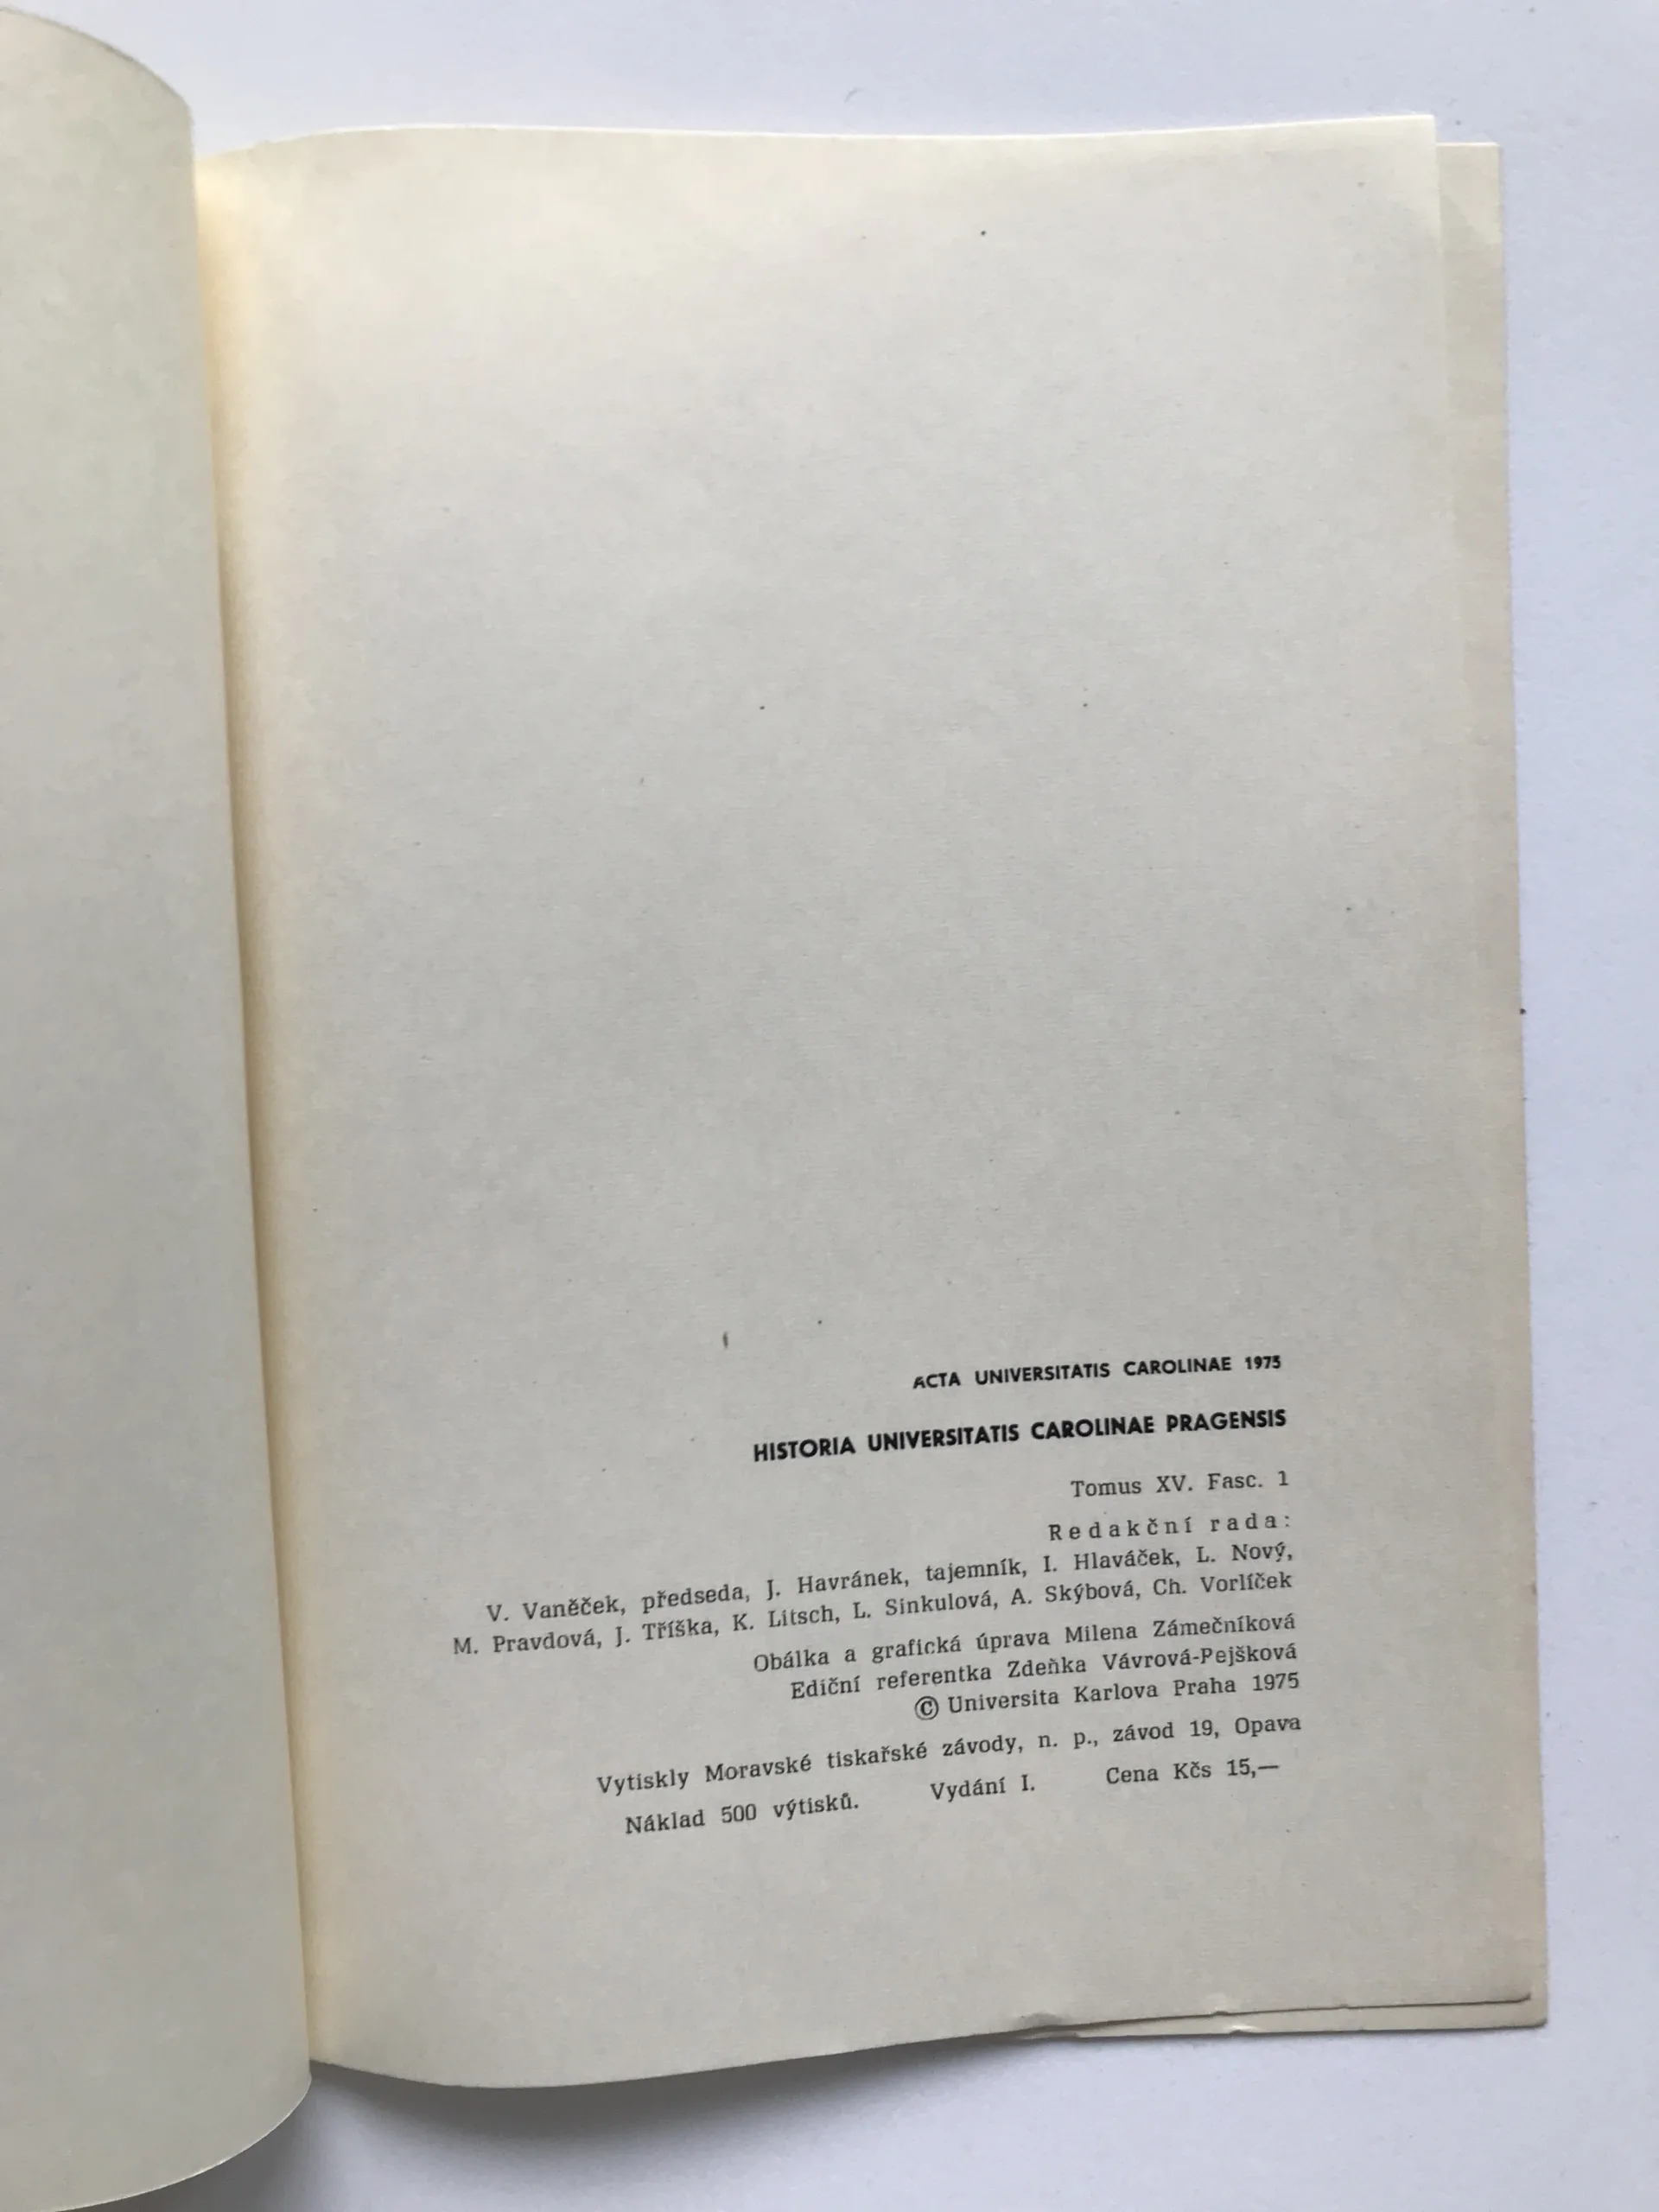 ACTA UNIVERSITATIS CAROLINAE 1975
HISTORIA UNIVERSITATIS CAROLINAE PRAGENSIS
Tomus XV. Fasc. 1
Redakční rada:
V. Vaněček, předseda, J. Havránek, tajemník, I. Hlaváček, L. Nový,
M. Pravdová, J. Tříška, K. Litsch, L. Sinkulová, A. Skýbová, Ch. Vorlíček
Obálka a grafická úprava Milena Zámečníková
Ediční referentka Zdeňka Vávrová-Pejšková
© Universita Karlova Praha 1975
Vytiskly Moravské tiskařské závody, n. p., závod 19, Opava
Náklad 500 výtisků. Vydání I. Cena Kčs 15,—